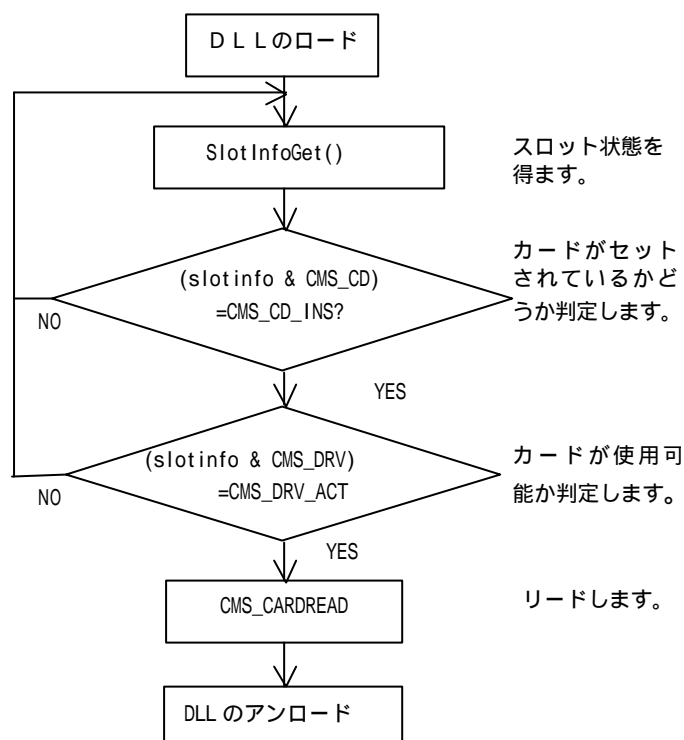 ＤＬＬのロード
SlotInfoGet()
スロット状態を
得ます。
(slotinfo & CMS_CD)
=CMS_CD_INS?
カードがセット
されているかど
うか判定します。
NO
YES
(slotinfo & CMS_DRV)
=CMS_DRV_ACT
カードが使用可
能か判定します。
NO
YES
CMS_CARDREAD
リードします。
DLL のアンロード